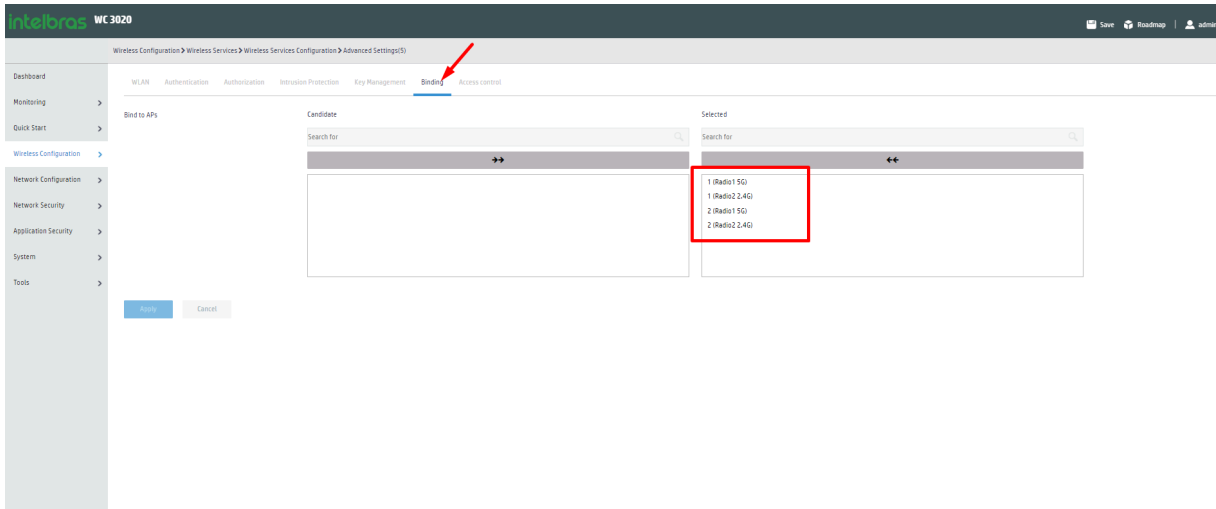 intelbras WC 3020
Save Roadmap | admin
Wireless Configuration > Wireless Services > Wireless Services Configuration > Advanced Settings(5)
Dashboard
Monitoring
Quick Start
Wireless Configuration
Network Configuration
Network Security
Application Security
System
Tools
WLAN Authentication Authorization Intrusion Protection Key Management Binding Access control
Bind to APs
Candidate
Search for
Selected
Search for
1 (Radio1 5G)
1 (Radio2 2.4G)
2 (Radio1 5G)
2 (Radio2 2.4G)
Apply Cancel